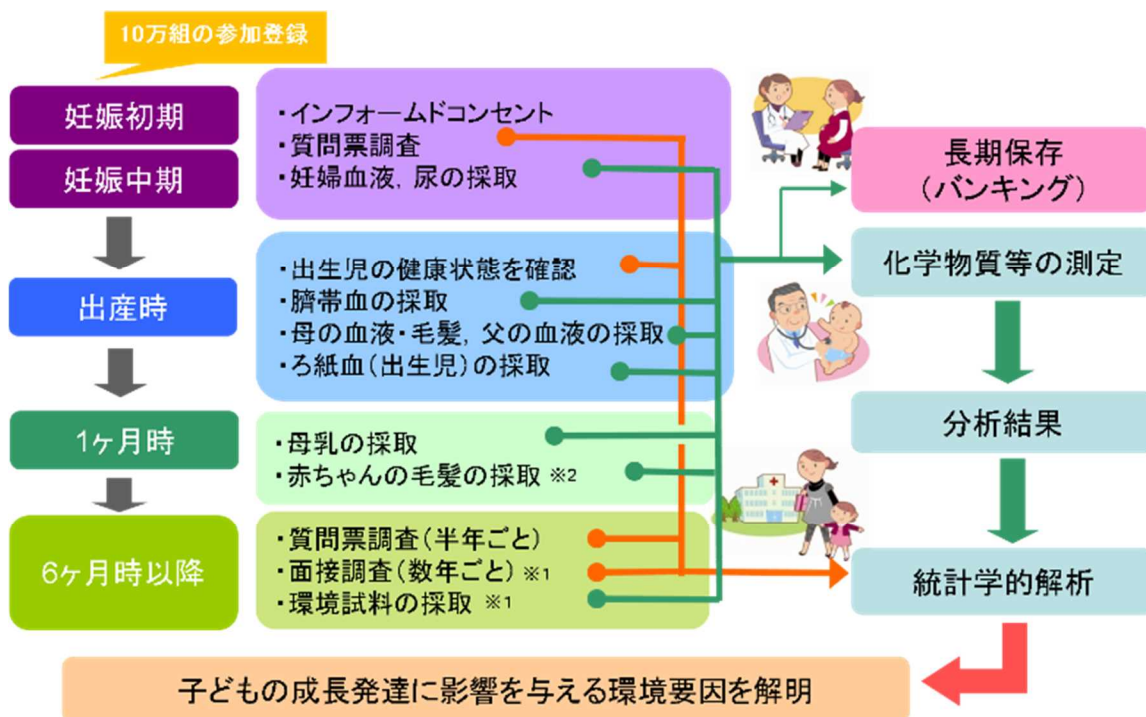 10万組の参加登録
妊娠初期
妊娠中期
出産時
1ヶ月時
6ヶ月時以降
・インフォームドコンセント
・質問票調査
・妊婦血液，尿の採取
・出生児の健康状態を確認
・臍帯血の採取
・母の血液・毛髪，父の血液の採取
・ろ紙血（出生児）の採取
・母乳の採取
・赤ちゃんの毛髪の採取 ※2
・質問票調査（半年ごと）
・面接調査（数年ごと）※1
・環境試料の採取 ※1
長期保存
（バンキング）
化学物質等の測定
分析結果
統計学的解析
子どもの成長発達に影響を与える環境要因を解明